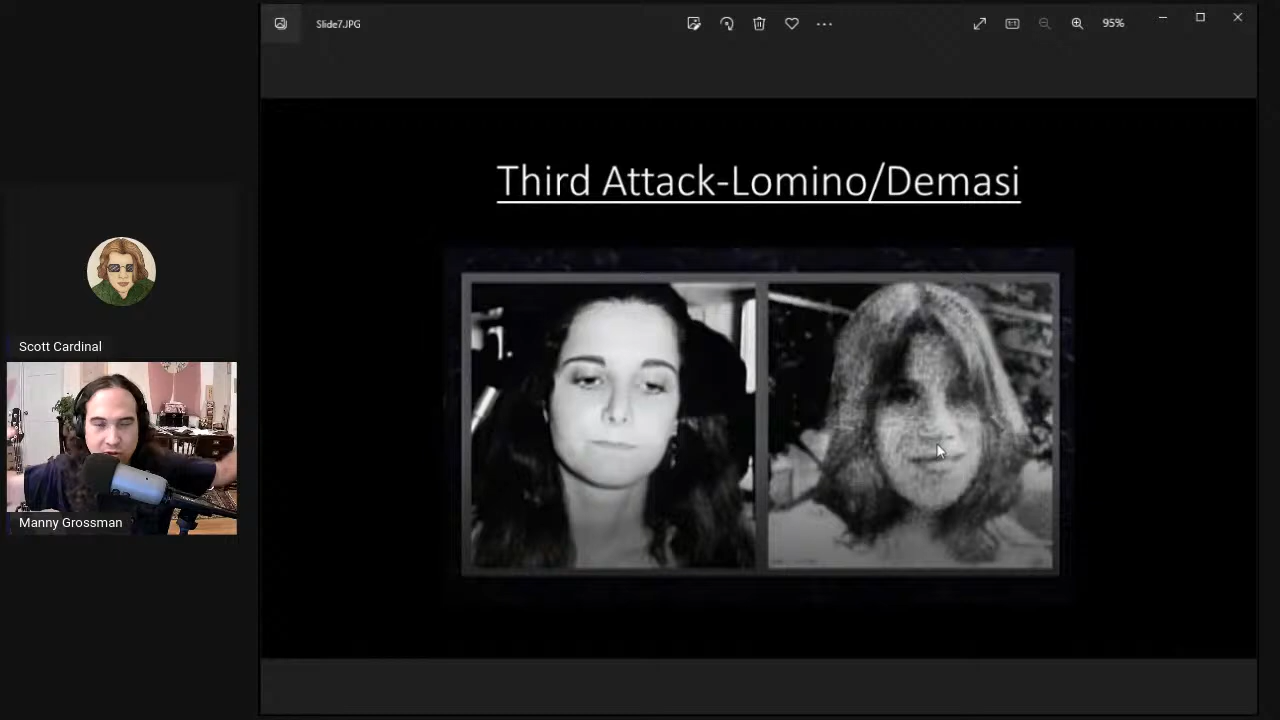 Slide7.JPG
95%
Third Attack-Lomino/Demasi
Scott Cardinal
Manny Grossman